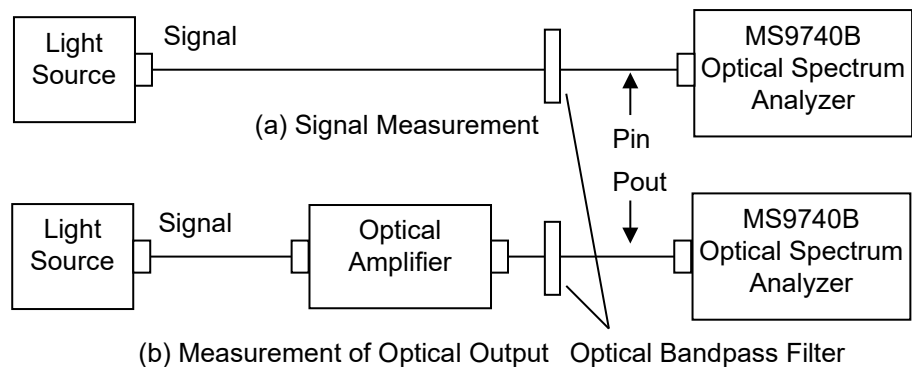 Light
Source
Signal
MS9740B
Optical Spectrum
Analyzer
(a) Signal Measurement
Pin
Pout
Light
Source
Signal
Optical
Amplifier
MS9740B
Optical Spectrum
Analyzer
(b) Measurement of Optical Output
Optical Bandpass Filter